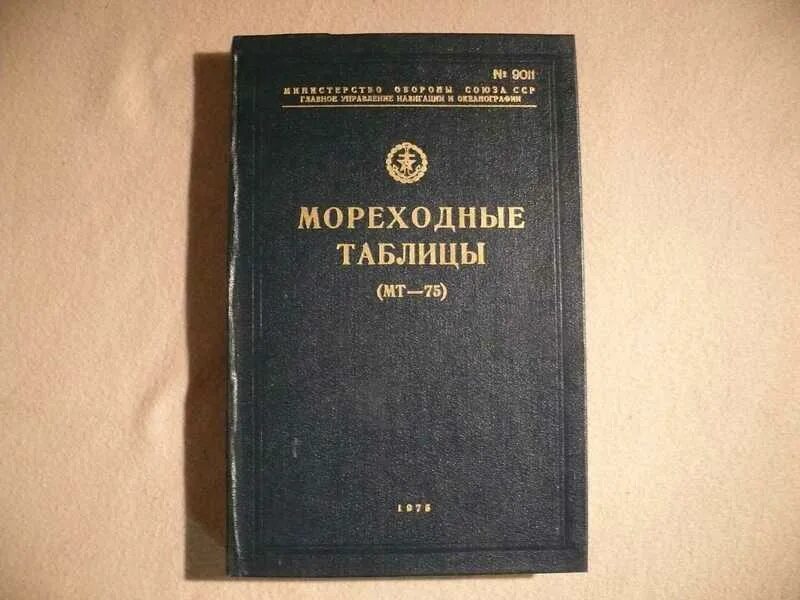 № 9011
МИНИСТЕРСТВО ОБОРОНЫ СОЮЗА ССР
ГЛАВНОЕ УПРАВЛЕНИЕ НАВИГАЦИИ И ОКЕАНОГРАФИИ
МОРЕХОДНЫЕ
ТАБЛИЦЫ
(МТ—75)
1975